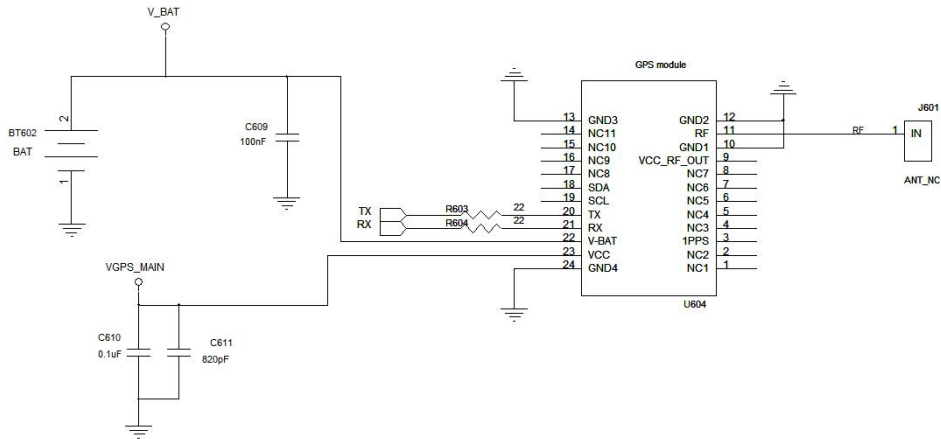 V_BAT
GPS module
J601
2
BT602
BAT
1
C609
100nF
13 GND3 GND2 12
14 NC11 RF 11 RF 1 IN
15 NC10 GND1 10
16 NC9 VCC_RF_OUT 9
17 NC8 NC7 8
ANT_NC
18 SDA NC6 7
19 SCL NC5 6
TX R603 22 20 TX NC4 5
RX R604 22 21 RX NC3 4
22 V-BAT 1PPS 3
23 VCC NC2 2
24 GND4 NC1 1
VGPS_MAIN
U604
C610
0.1uF
C611
820pF